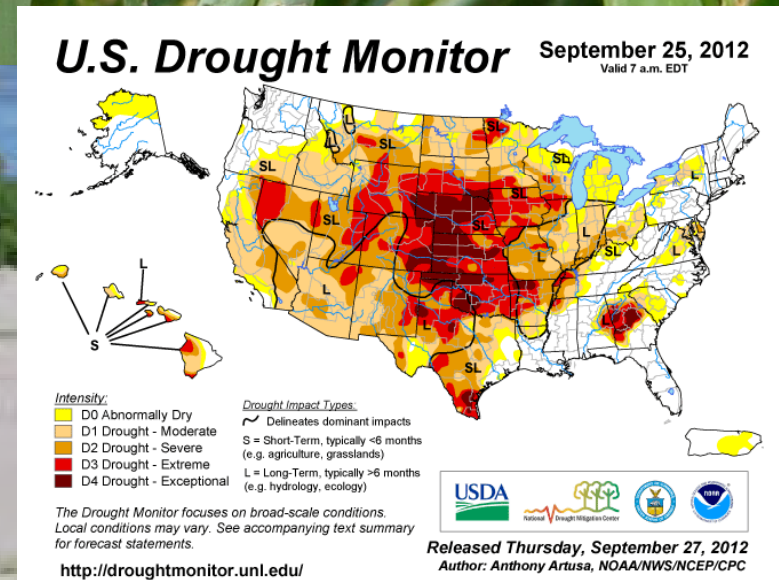 U.S. Drought Monitor
September 25, 2012
Valid 7 a.m. EDT
L
L
SL
SL
SL
SL
SL
SL
SL
L
L
L
L
SL
L
L
L
L
SL
L
S
Intensity:
D0 Abnormally Dry
D1 Drought - Moderate
D2 Drought - Severe
D3 Drought - Extreme
D4 Drought - Exceptional
Drought Impact Types:
Delineates dominant impacts
S = Short-Term, typically <6 months
(e.g. agriculture, grasslands)
L = Long-Term, typically >6 months
(e.g. hydrology, ecology)
The Drought Monitor focuses on broad-scale conditions.
Local conditions may vary. See accompanying text summary
for forecast statements.
http://droughtmonitor.unl.edu/
USDA
National Drought Mitigation Center
NOAA
Released Thursday, September 27, 2012
Author: Anthony Artusa, NOAA/NWS/NCEP/CPC